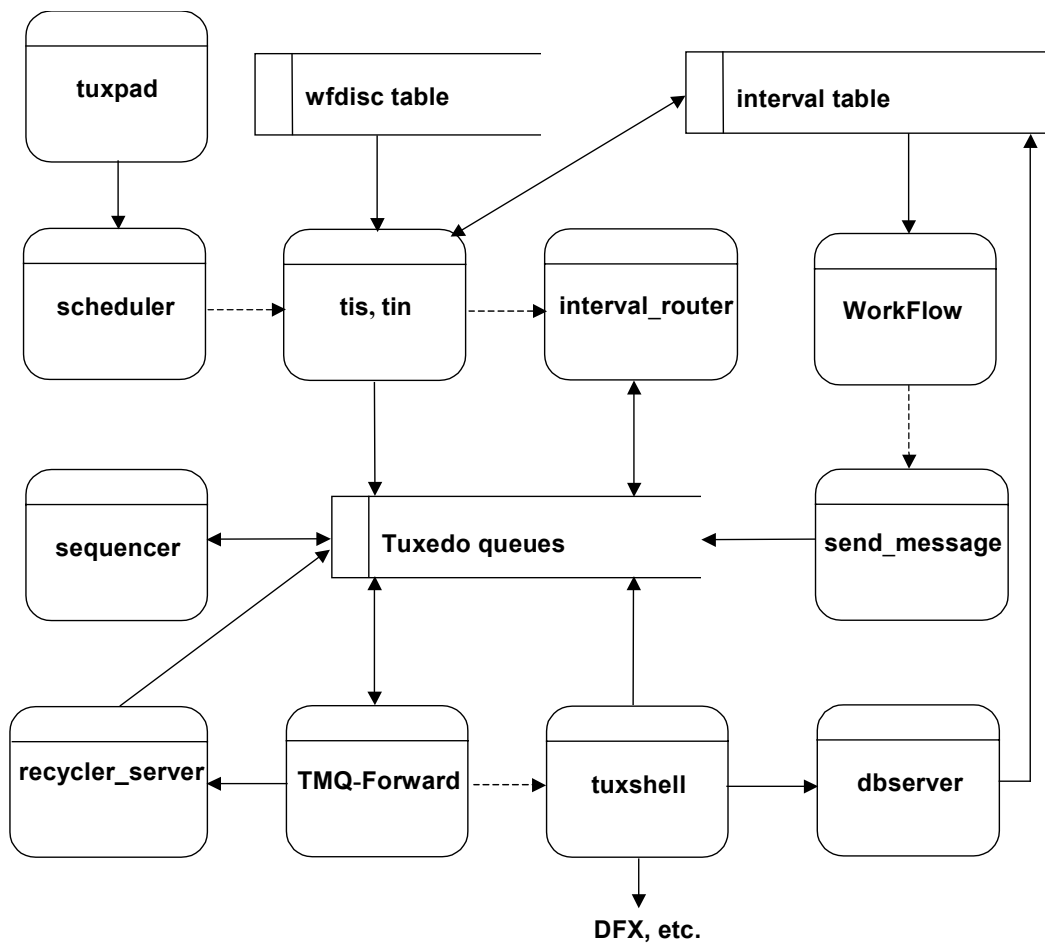 tuxpad
wfdisc table
interval table
scheduler
tis, tin
interval_router
WorkFlow
sequencer
Tuxedo queues
send_message
recycler_server
TMQ-Forward
tuxshell
dbserver
DFX, etc.